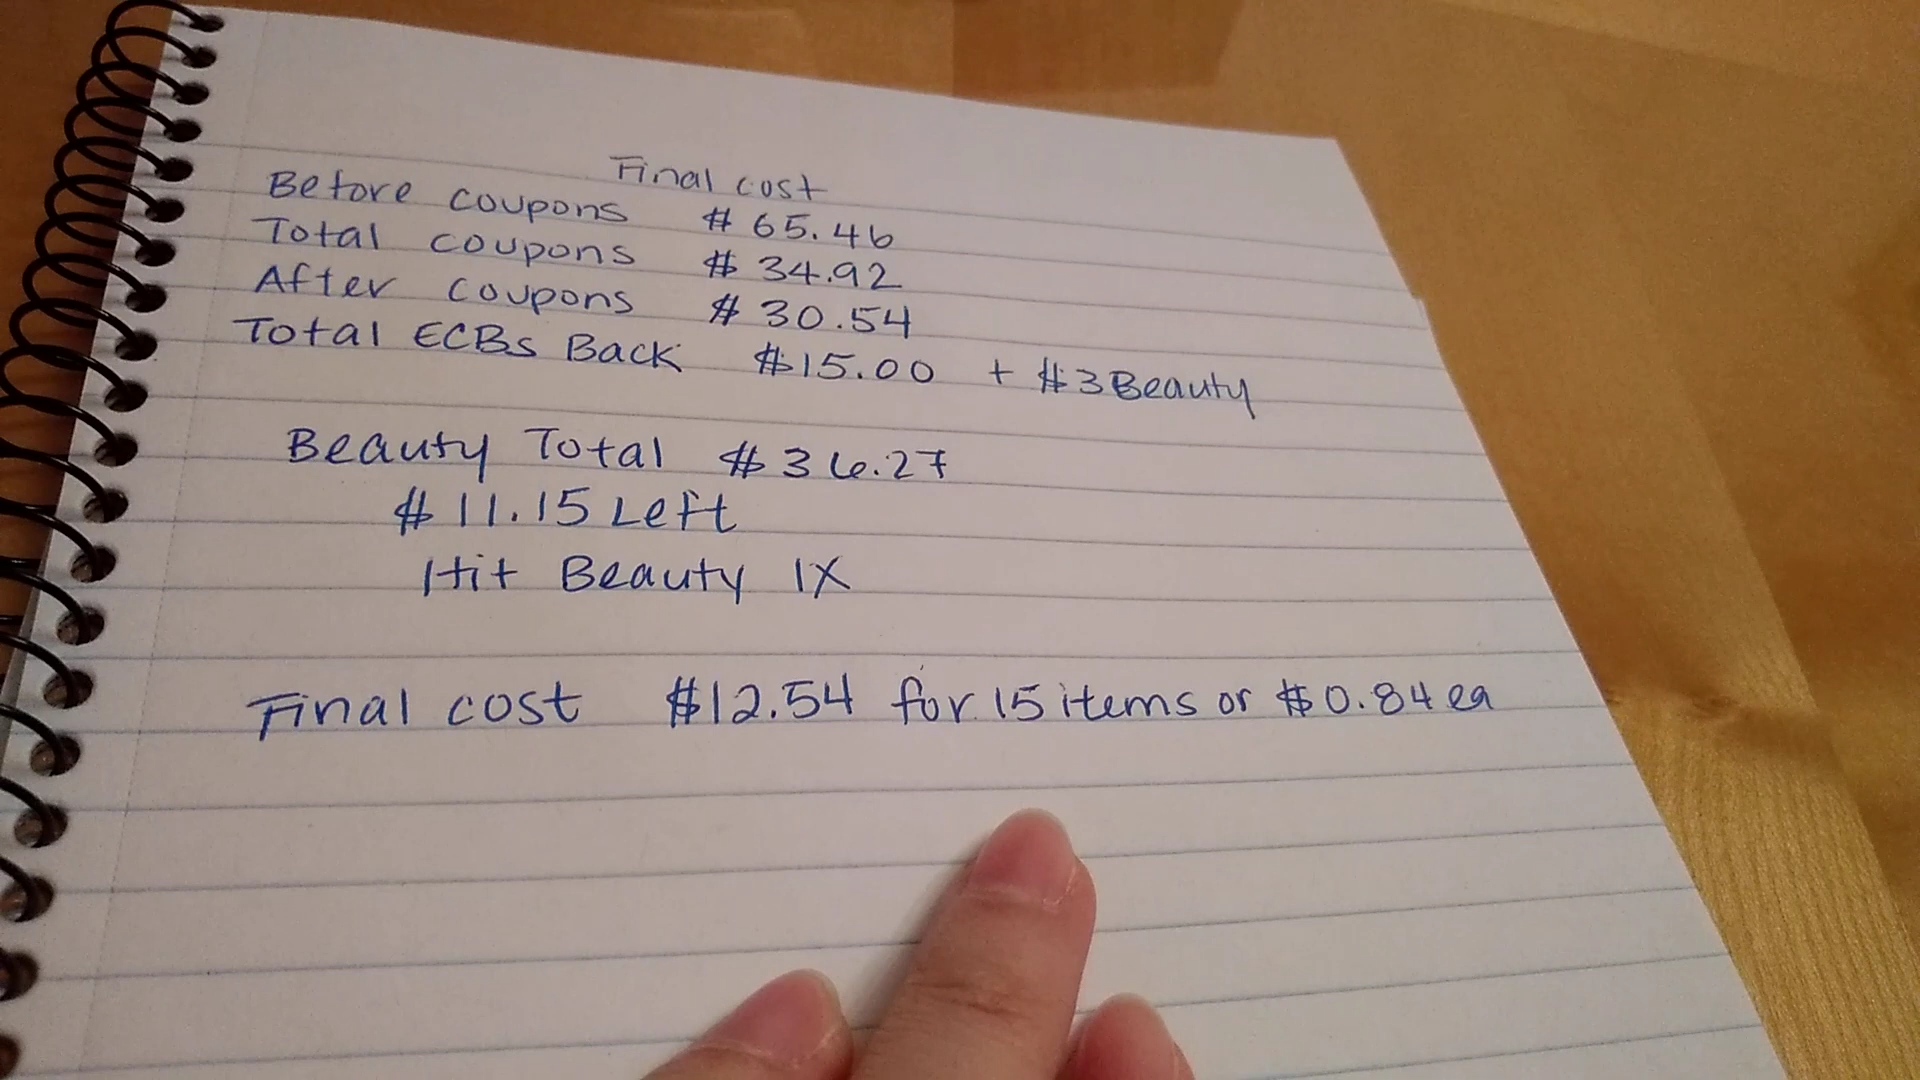 Final cost
Before coupons $65.46
Total coupons $34.92
After coupons $30.54
Total ECBs Back $15.00 + $3 Beauty
Beauty Total $36.27
$11.15 Left
Hit Beauty 1X
Final cost $12.54 for 15 items or $0.84 ea